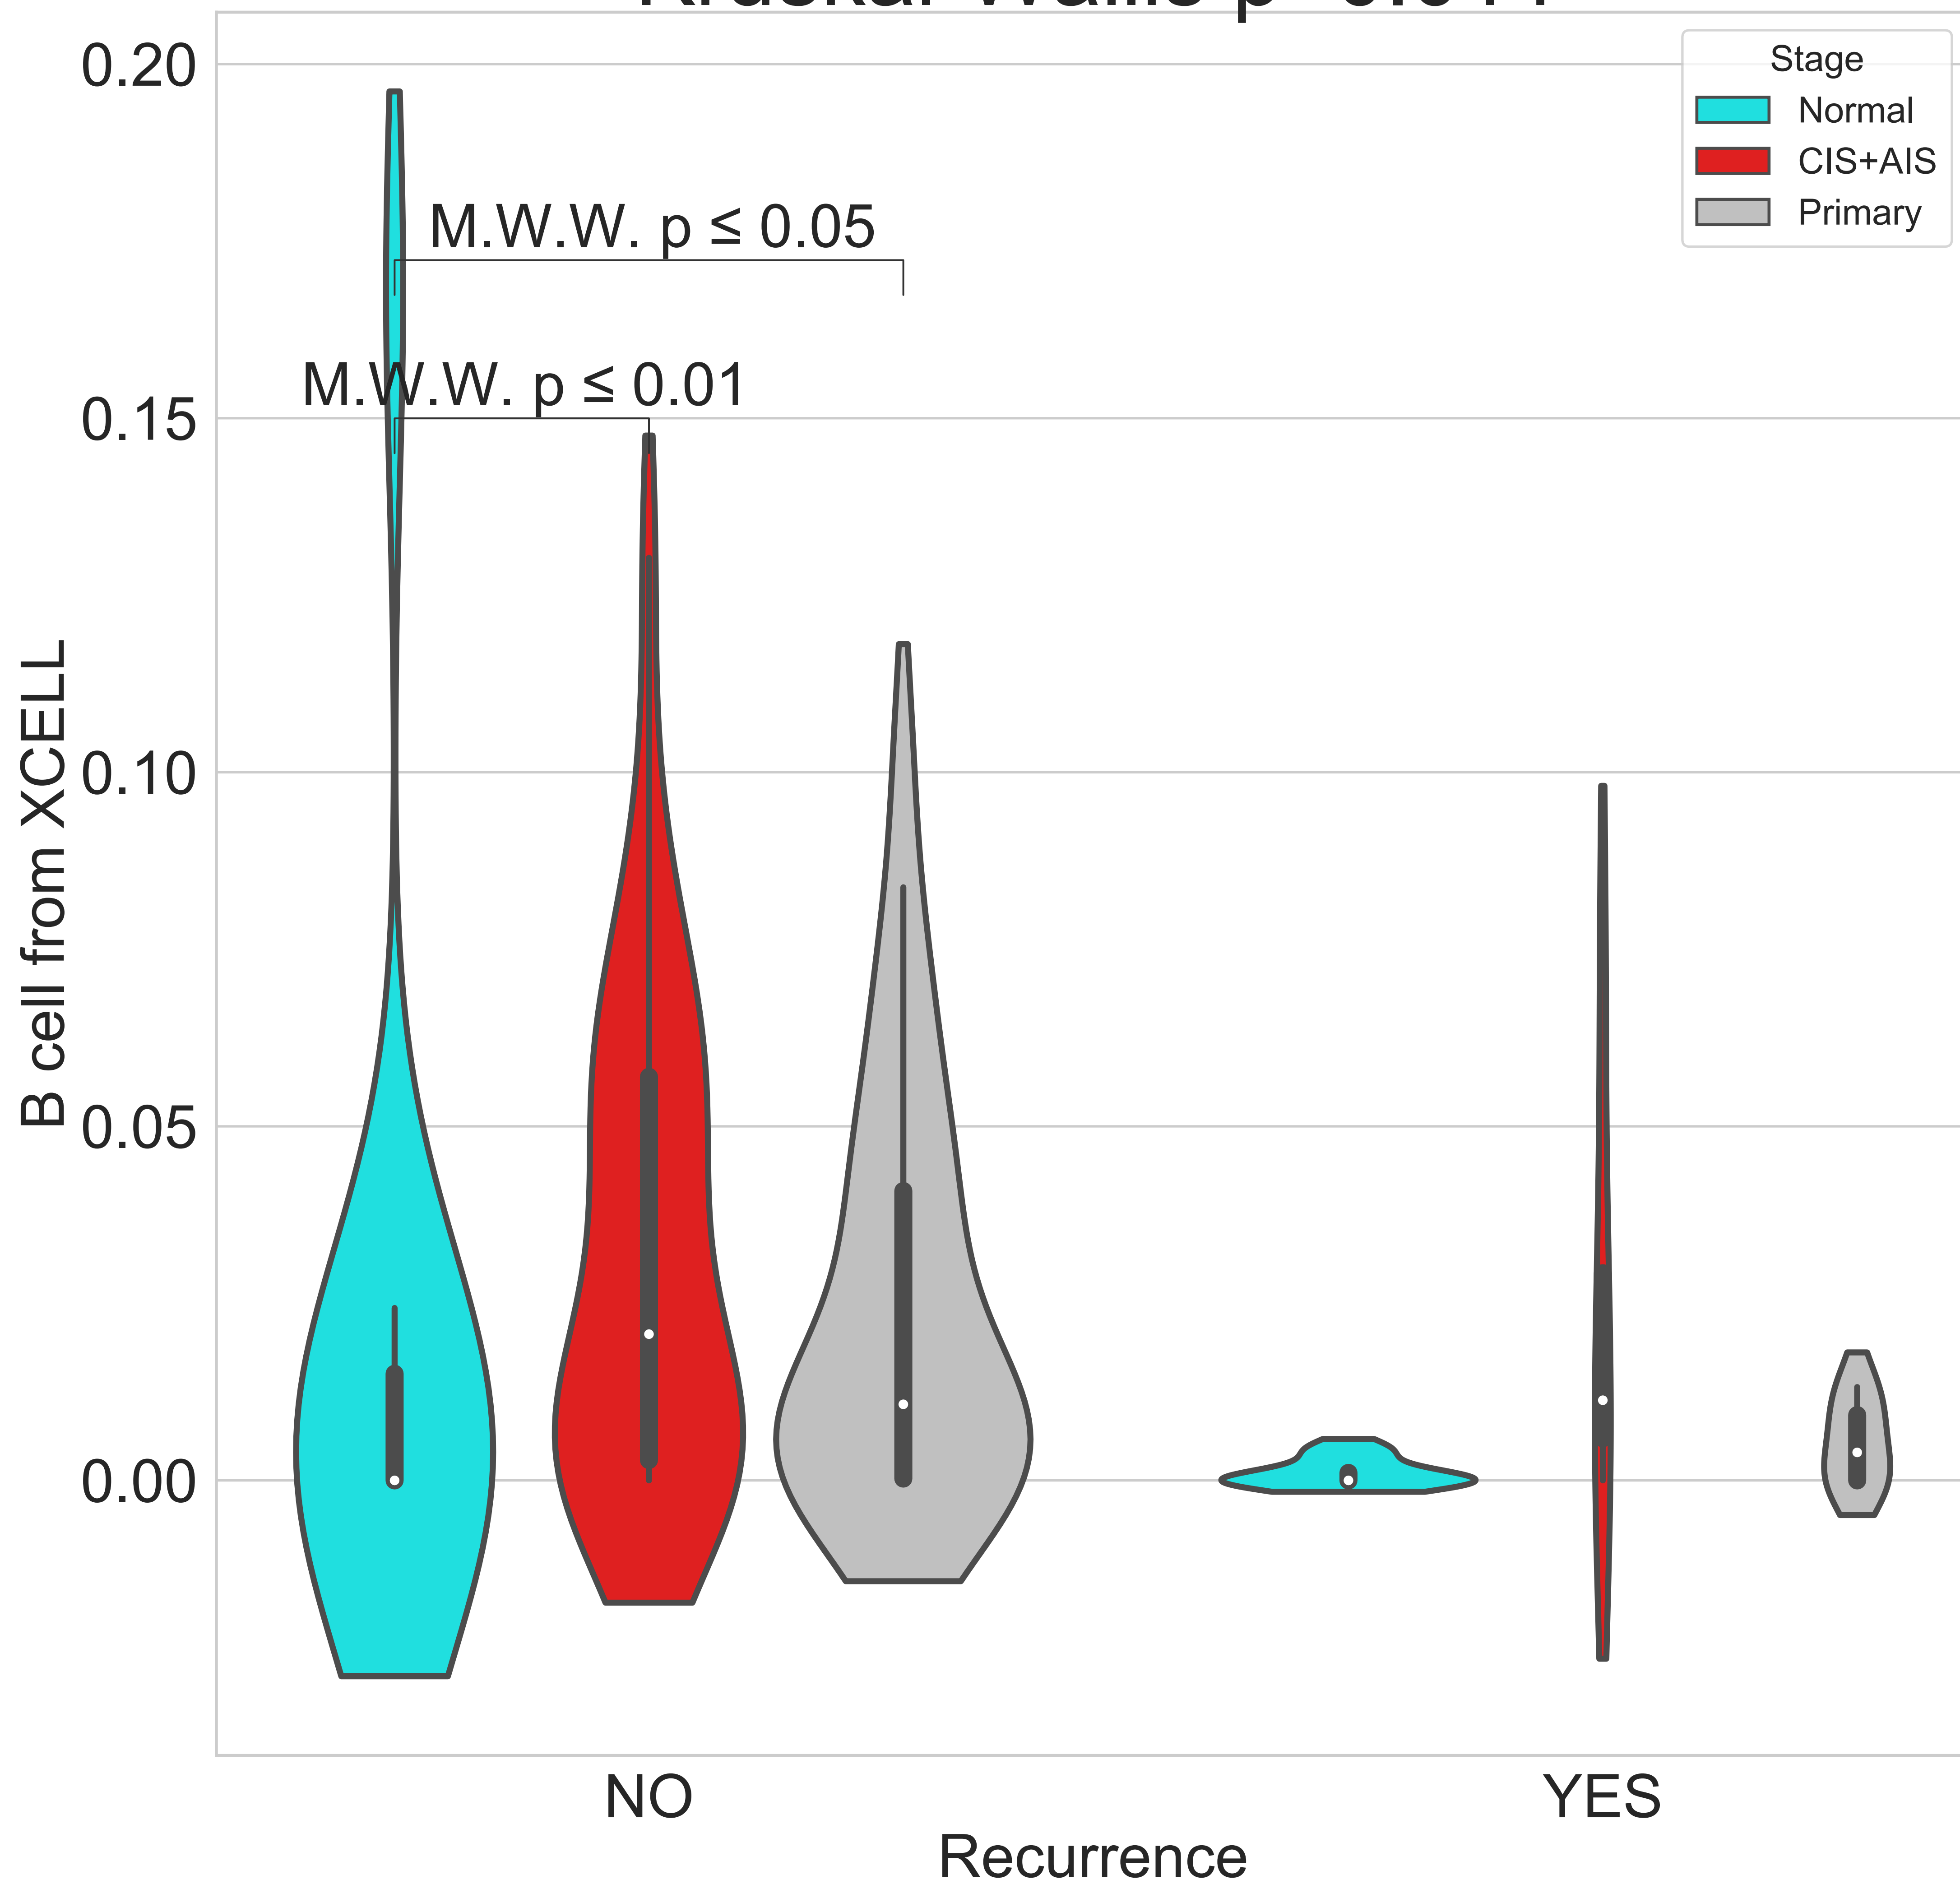 Stage
Normal
CIS+AIS
Primary
M.W.W. p ≤ 0.05
M.W.W. p ≤ 0.01
B cell from XCELL
0.20
0.15
0.10
0.05
0.00
NO
YES
Recurrence